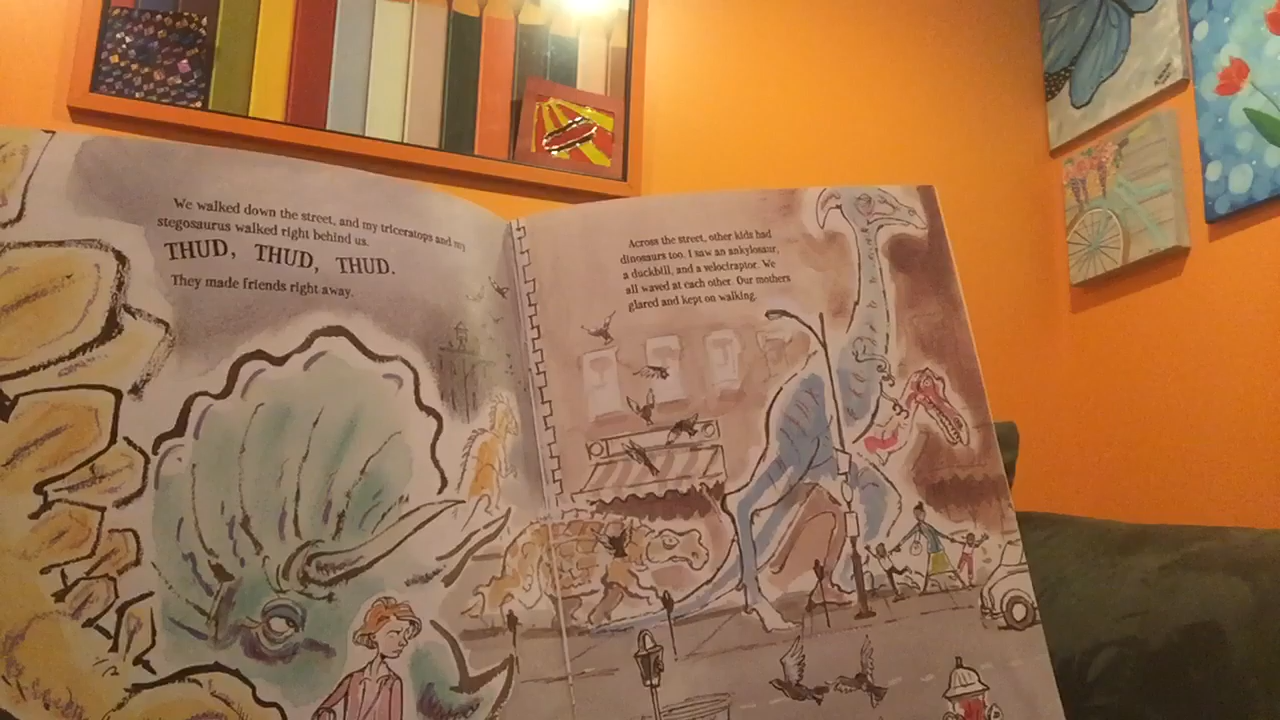 We walked down the street, and my triceratops and my
stegosaurus walked right behind us.
THUD, THUD, THUD.
They made friends right away.
Across the street, other kids had
dinosaurs too. I saw an ankylosaur,
a duckbill, and a velociraptor. We
all waved at each other. Our mothers
glared and kept on walking.